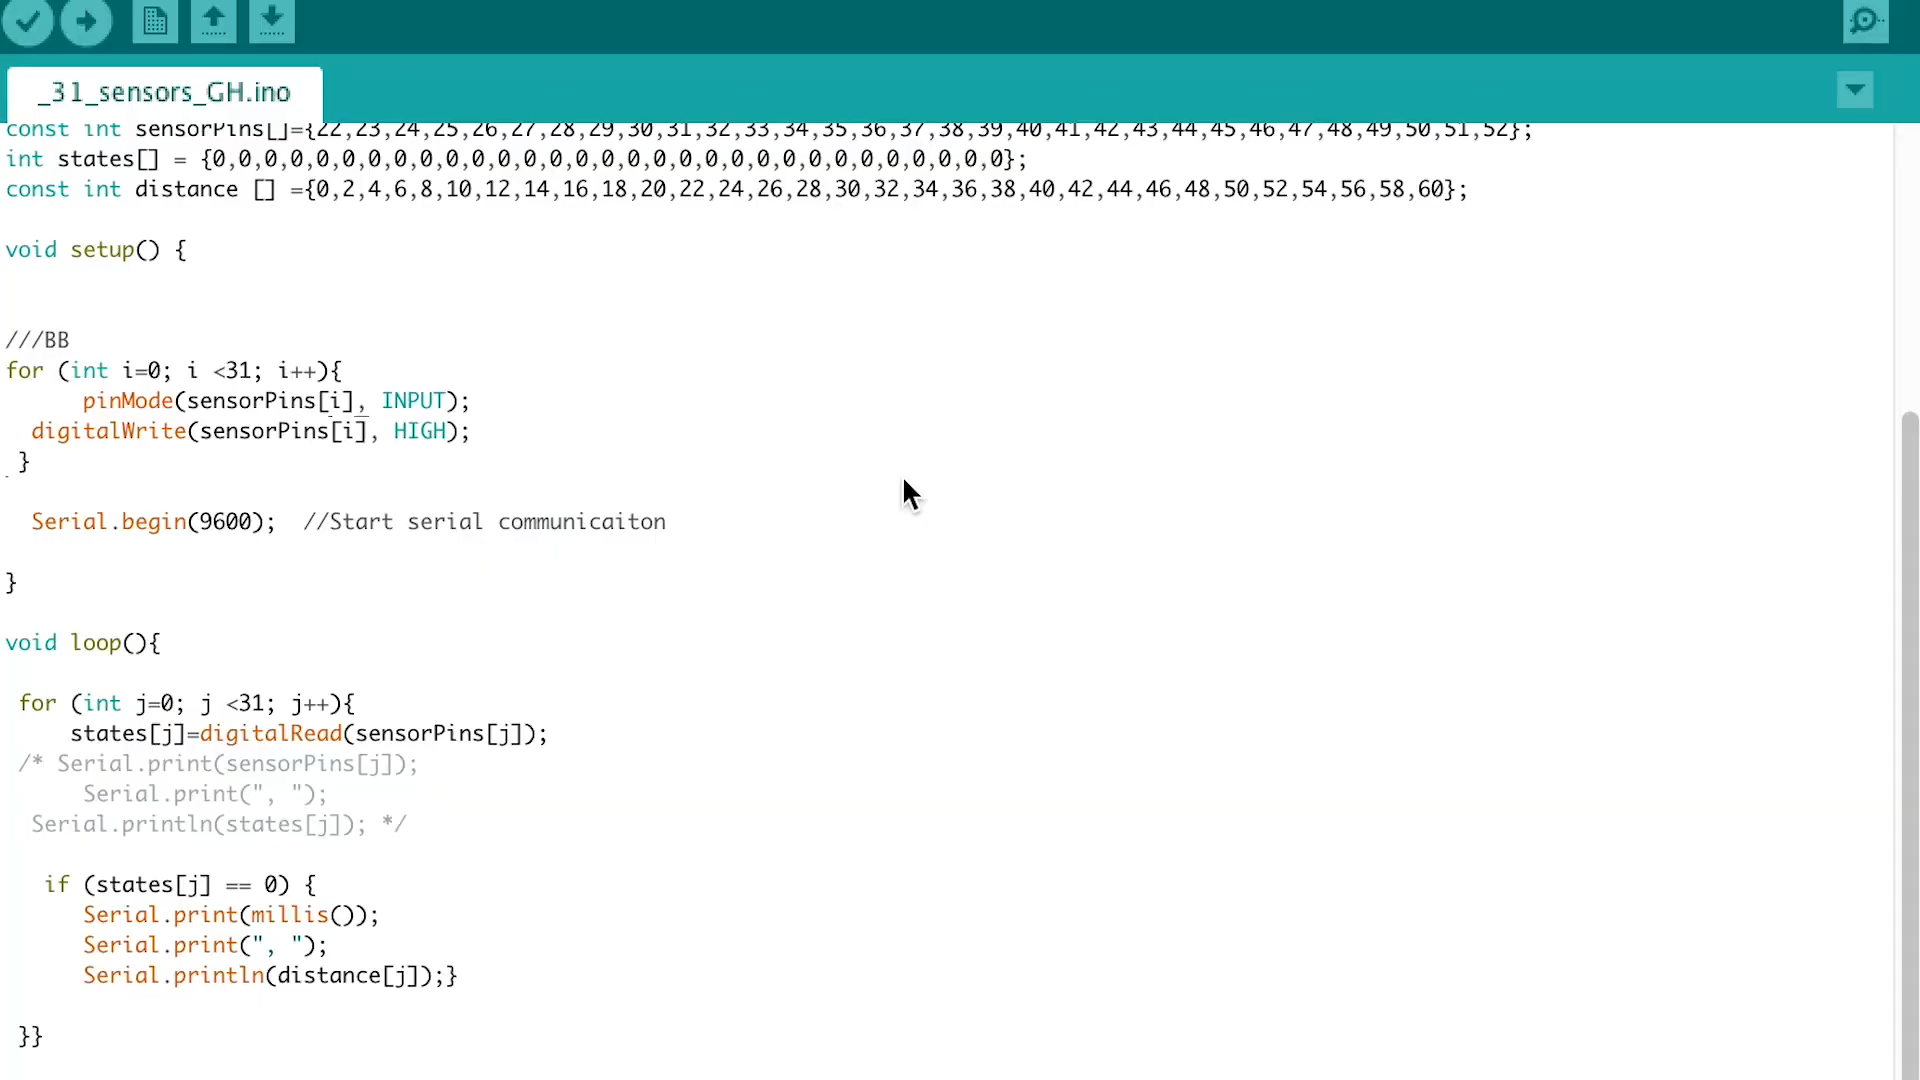 _31_sensors_GH.ino
const int sensorPins[]={22,23,24,25,26,27,28,29,30,31,32,33,34,35,36,37,38,39,40,41,42,43,44,45,46,47,48,49,50,51,52};
int states[] = {0,0,0,0,0,0,0,0,0,0,0,0,0,0,0,0,0,0,0,0,0,0,0,0,0,0,0,0,0,0,0};
const int distance [] ={0,2,4,6,8,10,12,14,16,18,20,22,24,26,28,30,32,34,36,38,40,42,44,46,48,50,52,54,56,58,60};
void setup() {
///BB
for (int i=0; i <31; i++){
pinMode(sensorPins[i], INPUT);
digitalWrite(sensorPins[i], HIGH);
}
Serial.begin(9600);  //Start serial communicaiton
}
void loop(){
for (int j=0; j <31; j++){
states[j]=digitalRead(sensorPins[j]);
/* Serial.print(sensorPins[j]);
Serial.print(", ");
Serial.println(states[j]); */
if (states[j] == 0) {
Serial.print(millis());
Serial.print(", ");
Serial.println(distance[j]);}
}}